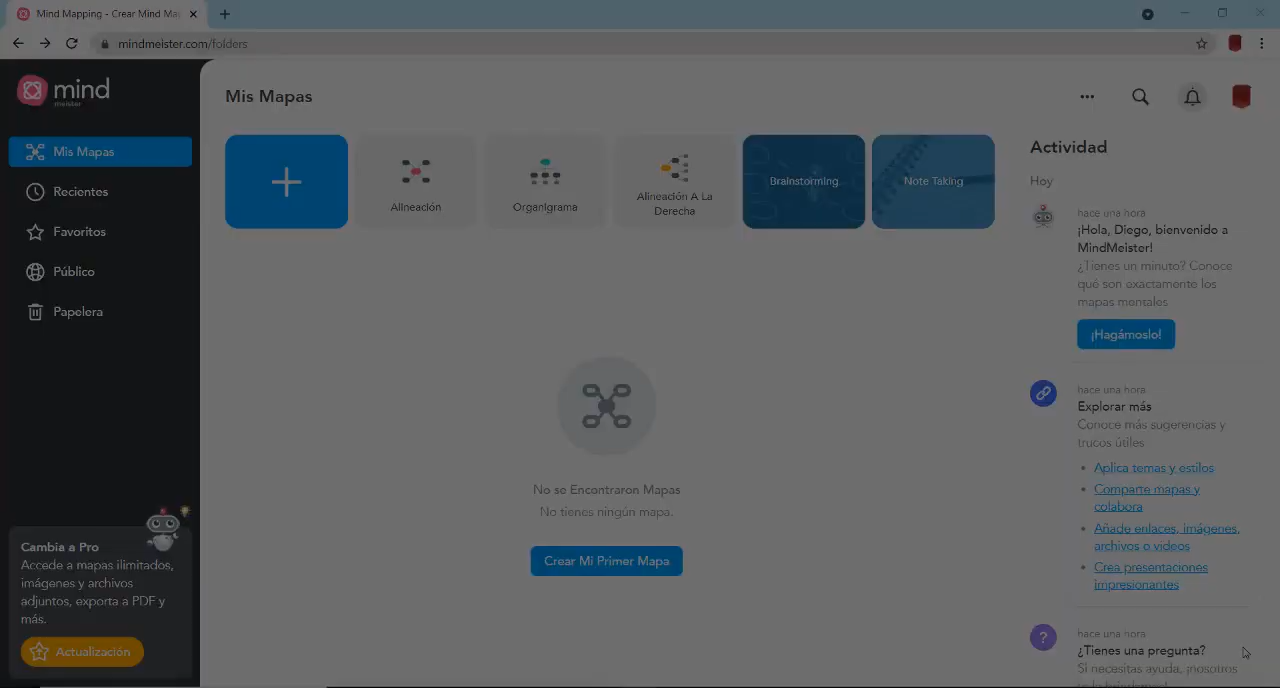 Mind Mapping - Crear Mind Ma
mindmeister.com/folders
mind
meister
Mis Mapas
Recientes
Favoritos
Público
Papelera
Cambia a Pro
Accede a mapas ilimitados,
imágenes y archivos
adjuntos, exporta a PDF y
más.
Actualización
Mis Mapas
Alineación
Organigrama
Alineación A La
Derecha
Brainstorming
Note Taking
No se Encontraron Mapas
No tienes ningún mapa.
Crear Mi Primer Mapa
Actividad
Hoy
hace una hora
¡Hola, Diego, bienvenido a
MindMeister!
¿Tienes un minuto? Conoce
qué son exactamente los
mapas mentales
¡Hagámoslo!
hace una hora
Explorar más
Conoce más sugerencias y
trucos útiles
• Aplica temas y estilos
• Comparte mapas y
colabora
• Añade enlaces, imágenes,
archivos o videos
• Crea presentaciones
impresionantes
?
hace una hora
¿Tienes una pregunta?
Si necesitas ayuda, ¡nosotros